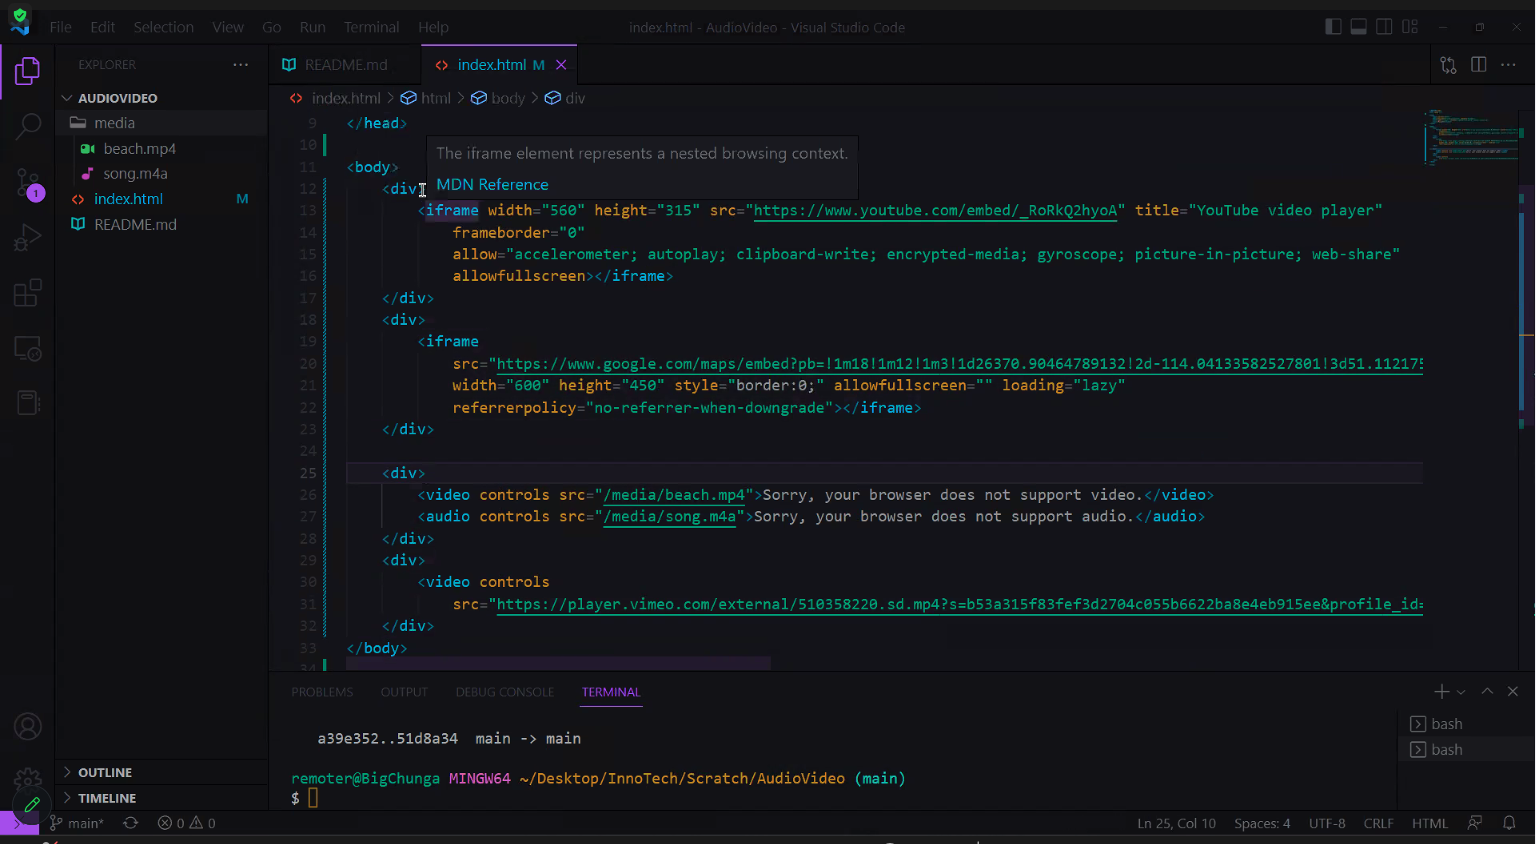 File Edit Selection View Go Run Terminal Help index.html - AudioVideo - Visual Studio Code
EXPLORER ··· README.md index.html M
AUDIOVIDEO
index.html > html > body > div
media
beach.mp4
song.m4a
index.html M
README.md
1
9 </head>
10
The iframe element represents a nested browsing context.
MDN Reference
11 <body>
12 <div>
13 <iframe width="560" height="315" src="https://www.youtube.com/embed/_RoRkQ2hyoA" title="YouTube video player"
14 frameborder="0"
15 allow="accelerometer; autoplay; clipboard-write; encrypted-media; gyroscope; picture-in-picture; web-share"
16 allowfullscreen></iframe>
17 </div>
18 <div>
19 <iframe
20 src="https://www.google.com/maps/embed?pb=!1m18!1m12!1m3!1d26370.90464789132!2d-114.04133582527801!3d51.112175
21 width="600" height="450" style="border:0;" allowfullscreen="" loading="lazy"
22 referrerpolicy="no-referrer-when-downgrade"></iframe>
23 </div>
24
25 <div>
26 <video controls src="/media/beach.mp4">Sorry, your browser does not support video.</video>
27 <audio controls src="/media/song.m4a">Sorry, your browser does not support audio.</audio>
28 </div>
29 <div>
30 <video controls
31 src="https://player.vimeo.com/external/510358220.sd.mp4?s=b53a315f83fef3d2704c055b6622ba8e4eb915ee&profile_id=
32 </div>
33 </body>
34
PROBLEMS OUTPUT DEBUG CONSOLE TERMINAL
a39e352..51d8a34 main -> main
remoter@BigChunga MINGW64 ~/Desktop/InnoTech/Scratch/AudioVideo (main)
$
bash
bash
OUTLINE
TIMELINE
main* 0 0 Ln 25, Col 10 Spaces: 4 UTF-8 CRLF HTML